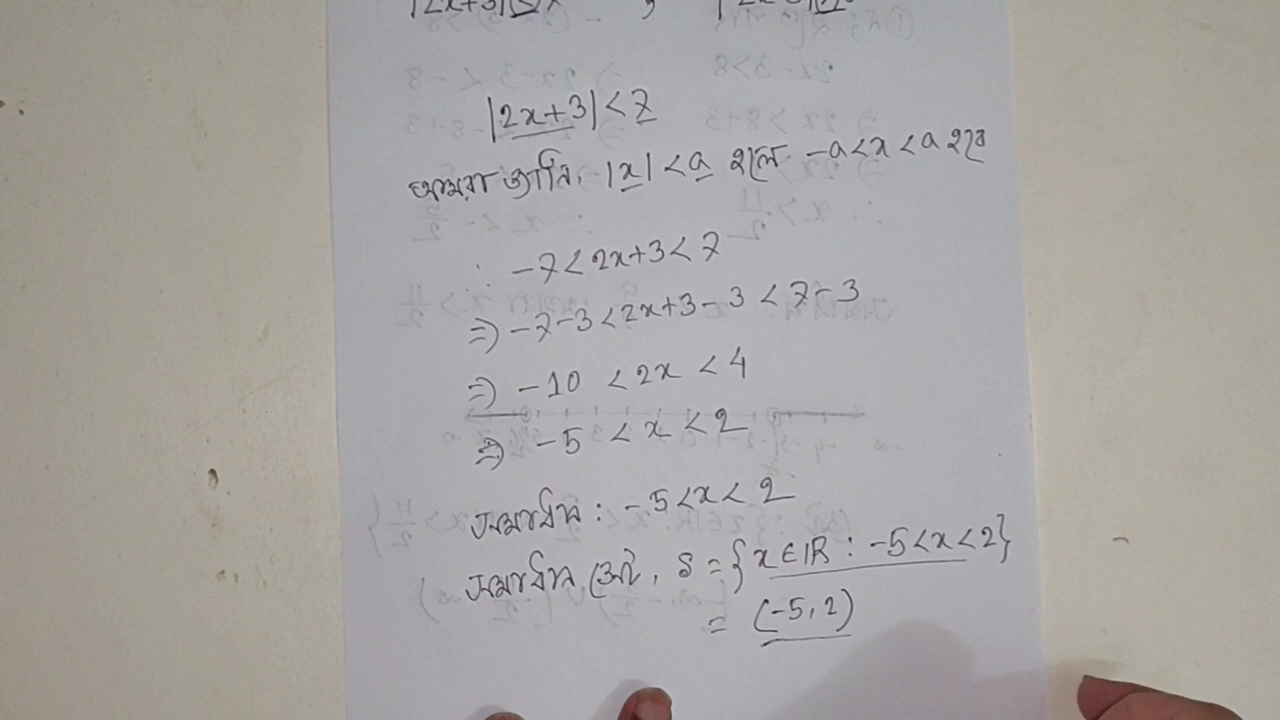 |2x+3| < 7
আমরা জানি, |x| < a হলে -a < x < a হবে
∴ -7 < 2x+3 < 7
⇒ -7-3 < 2x+3-3 < 7-3
⇒ -10 < 2x < 4
⇒ -5 < x < 2
সমাধান : -5 < x < 2
সমাধান সেট, S = {x ∈ ℝ : -5 < x < 2}
= (-5, 2)